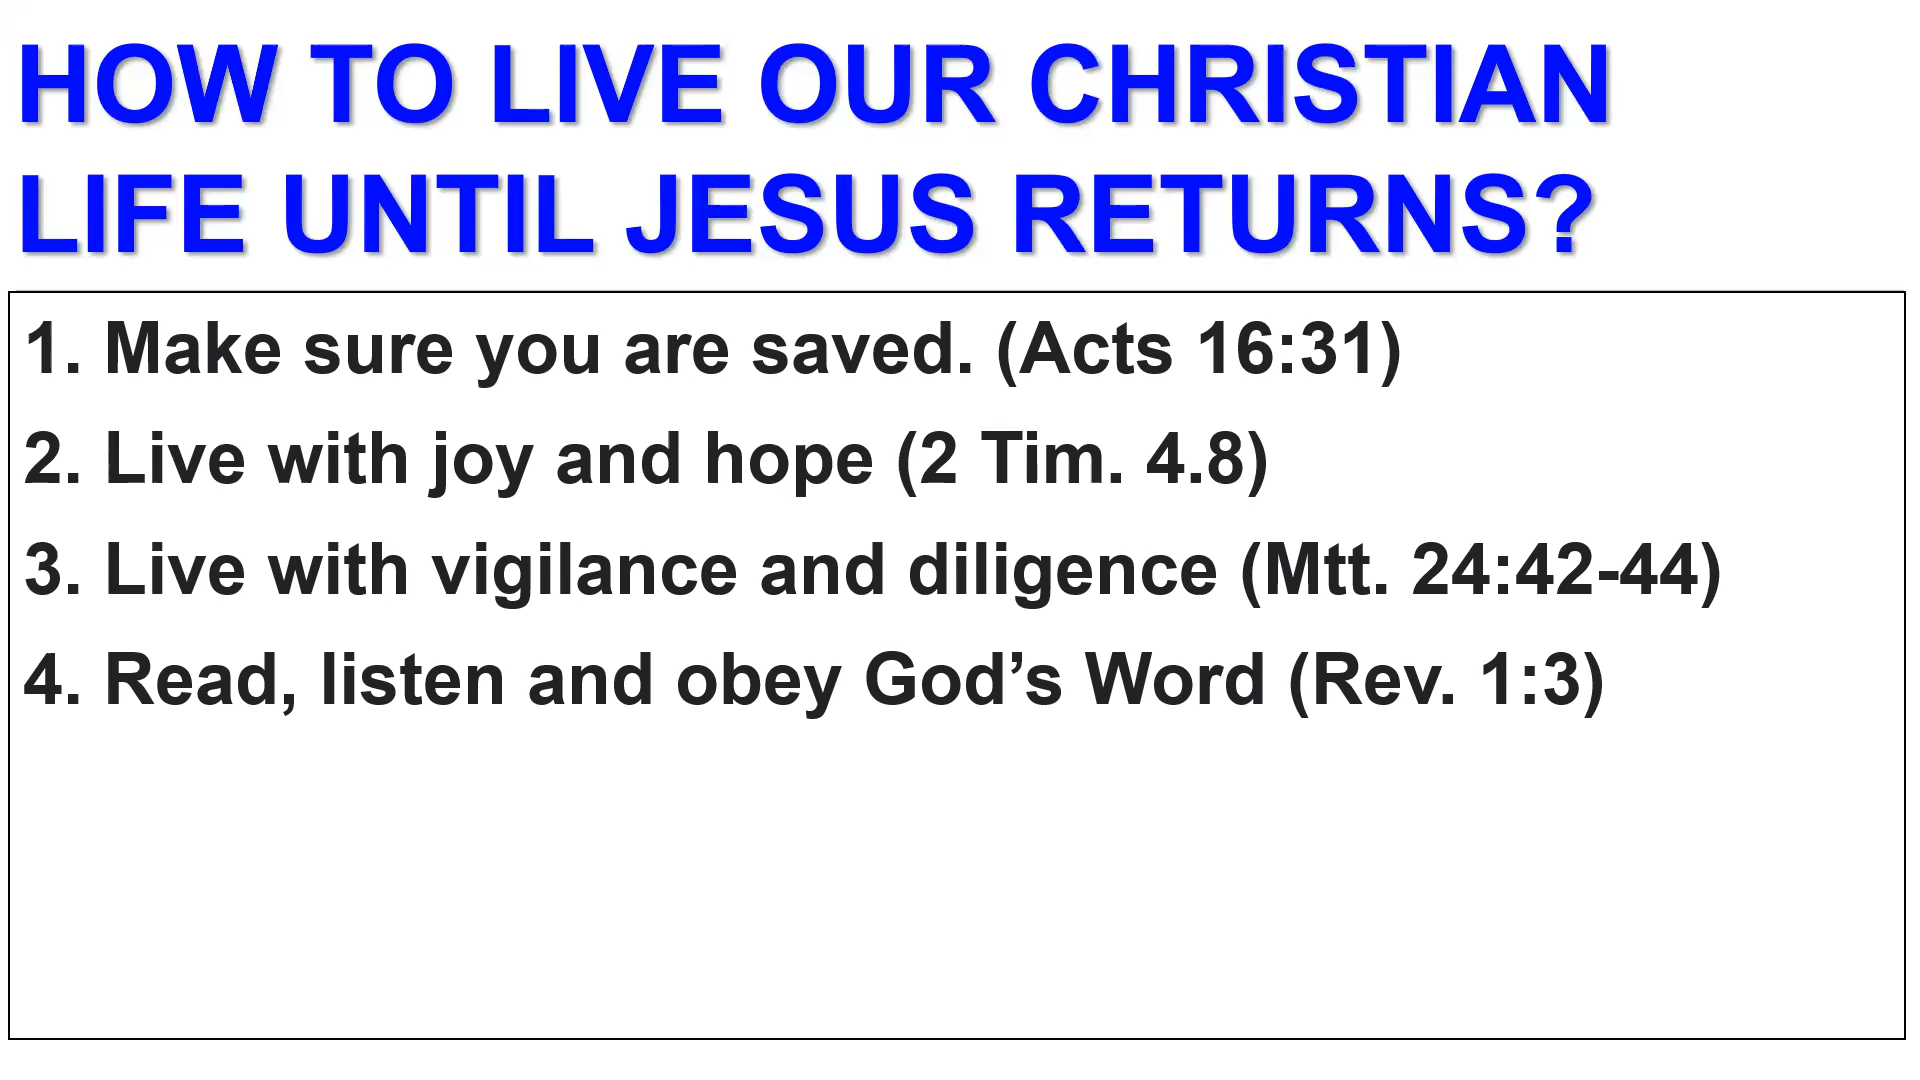 HOW TO LIVE OUR CHRISTIAN
LIFE UNTIL JESUS RETURNS?
1. Make sure you are saved. (Acts 16:31)
2. Live with joy and hope (2 Tim. 4.8)
3. Live with vigilance and diligence (Mtt. 24:42-44)
4. Read, listen and obey God’s Word (Rev. 1:3)